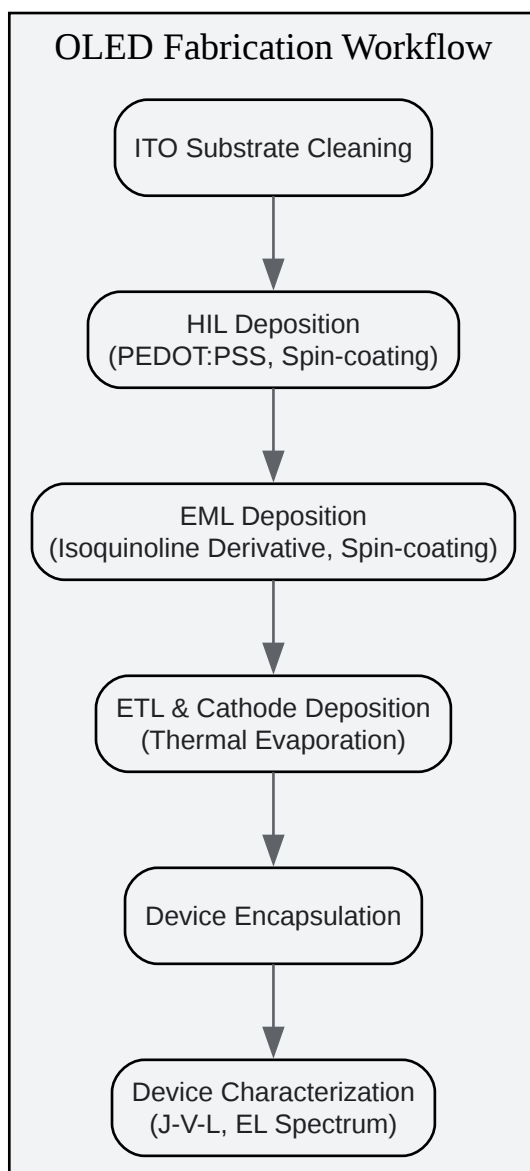 OLED Fabrication Workflow
ITO Substrate Cleaning
HIL Deposition
(PEDOT:PSS, Spin-coating)
EML Deposition
(Isoquinoline Derivative, Spin-coating)
ETL & Cathode Deposition
(Thermal Evaporation)
Device Encapsulation
Device Characterization
(J-V-L, EL Spectrum)